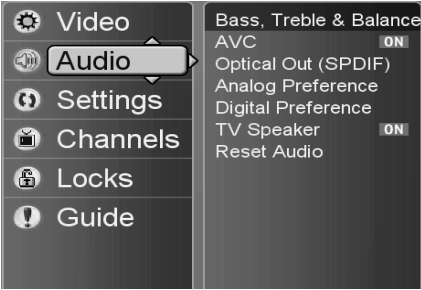 Video
Audio
Settings
Channels
Locks
Guide
Bass, Treble & Balance
AVC ON
Optical Out (SPDIF)
Analog Preference
Digital Preference
TV Speaker ON
Reset Audio